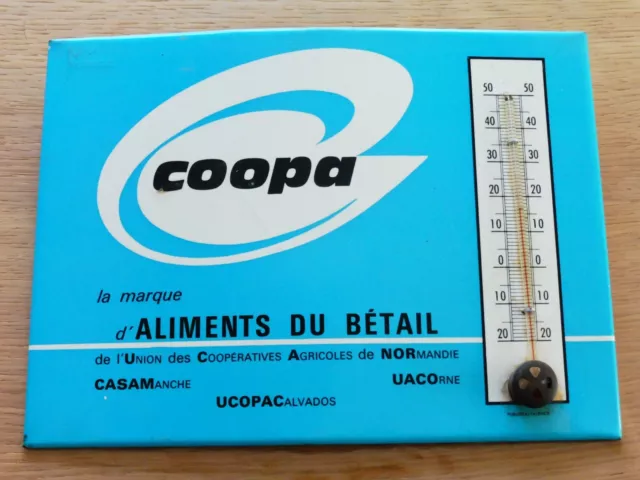 coopa
la marque
d'ALIMENTS DU BÉTAIL
de l'UNION DES COOPÉRATIVES AGRICOLES de NORMANDIE
CASAMANCHE
UACORNE
UCOPACALVADOS
50 50
40 40
30 30
20 20
10 10
0 0
10 10
20 20